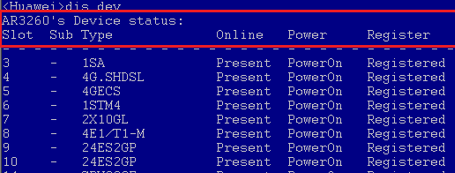 <Huawei>dis dev
AR3260's Device status:
Slot Sub Type Online Power Register
- - - - - - - - - - - - - - - - - - - - - - - - - - - - - - - - - -
3 - 1SA Present PowerOn Registered
4 - 4G.SHDSL Present PowerOn Registered
5 - 4GECS Present PowerOn Registered
6 - 1STM4 Present PowerOn Registered
7 - 2X10GL Present PowerOn Registered
8 - 4E1/T1-M Present PowerOn Registered
9 - 24ES2GP Present PowerOn Registered
10 - 24ES2GP Present PowerOn Registered